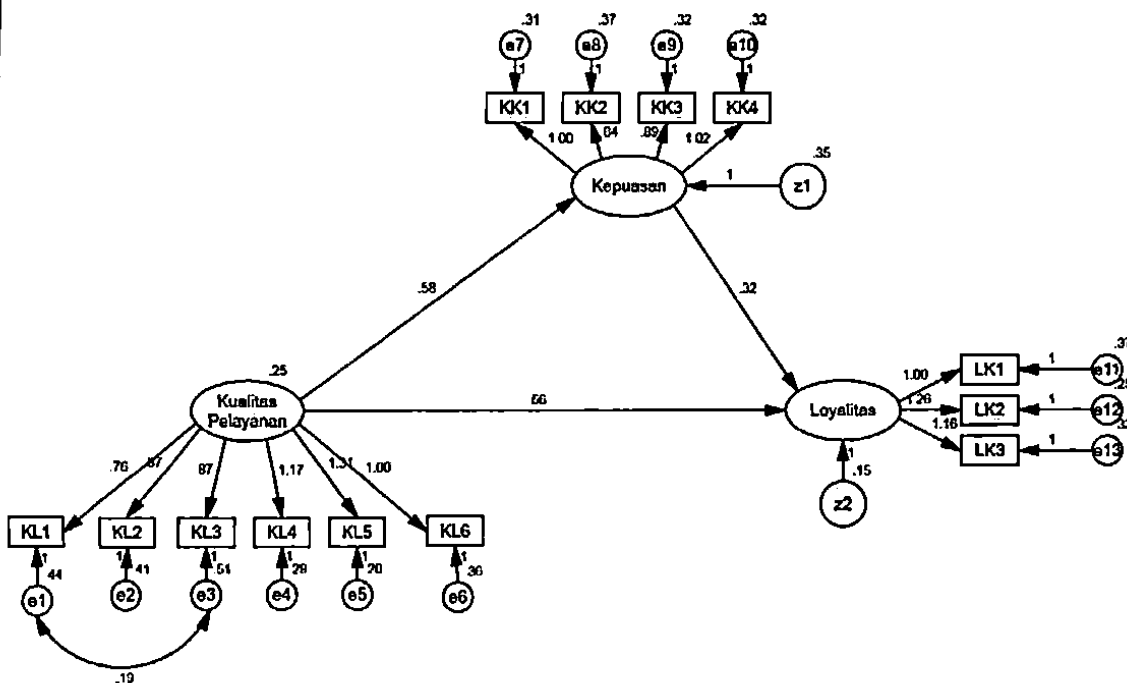 .31
.37
.32
.32
e7
e8
e9
e10
1
1
1
1
KK1
KK2
KK3
KK4
1.00
.84
.89
1.02
Kepuasan
1
z1
.35
.58
.32
.25
Kualitas
Pelayanan
.66
Loyalitas
1.00
1.26
1.16
LK1
LK2
LK3
1
1
1
e11
e12
e13
1
.15
z2
.76
.87
.87
1.17
1.31
1.00
KL1
KL2
KL3
KL4
KL5
KL6
1
1
1
1
1
1
.44
.41
.51
.20
.36
e1
e2
e3
e4
e5
e6
.19